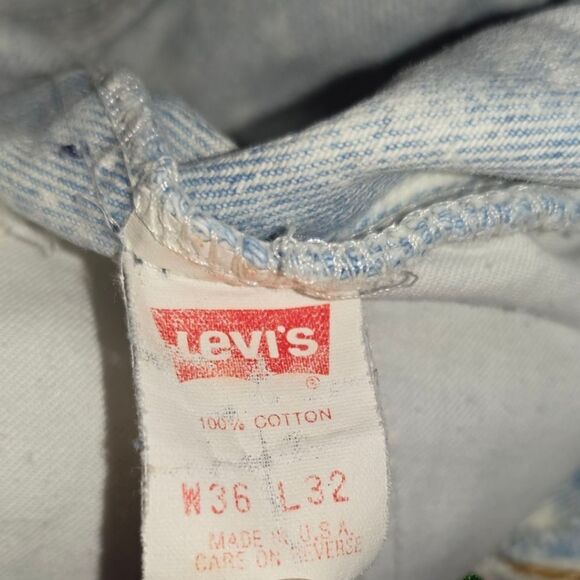 Levi's
®
100% COTTON
W36 L32
MADE IN U.S.A.
CARE ON REVERSE